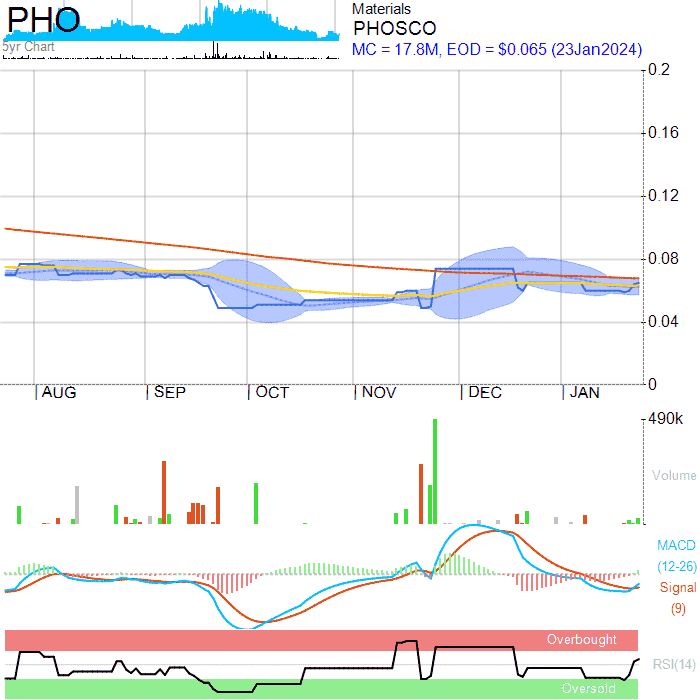 PHO
5yr Chart
Materials
PHOSCO
MC = 17.8M, EOD = $0.065 (23Jan2024)
0.2
0.16
0.12
0.08
0.04
0
AUG SEP OCT NOV DEC JAN
490k
Volume
MACD
(12-26)
Signal
(9)
Overbought
RSI(14)
Oversold